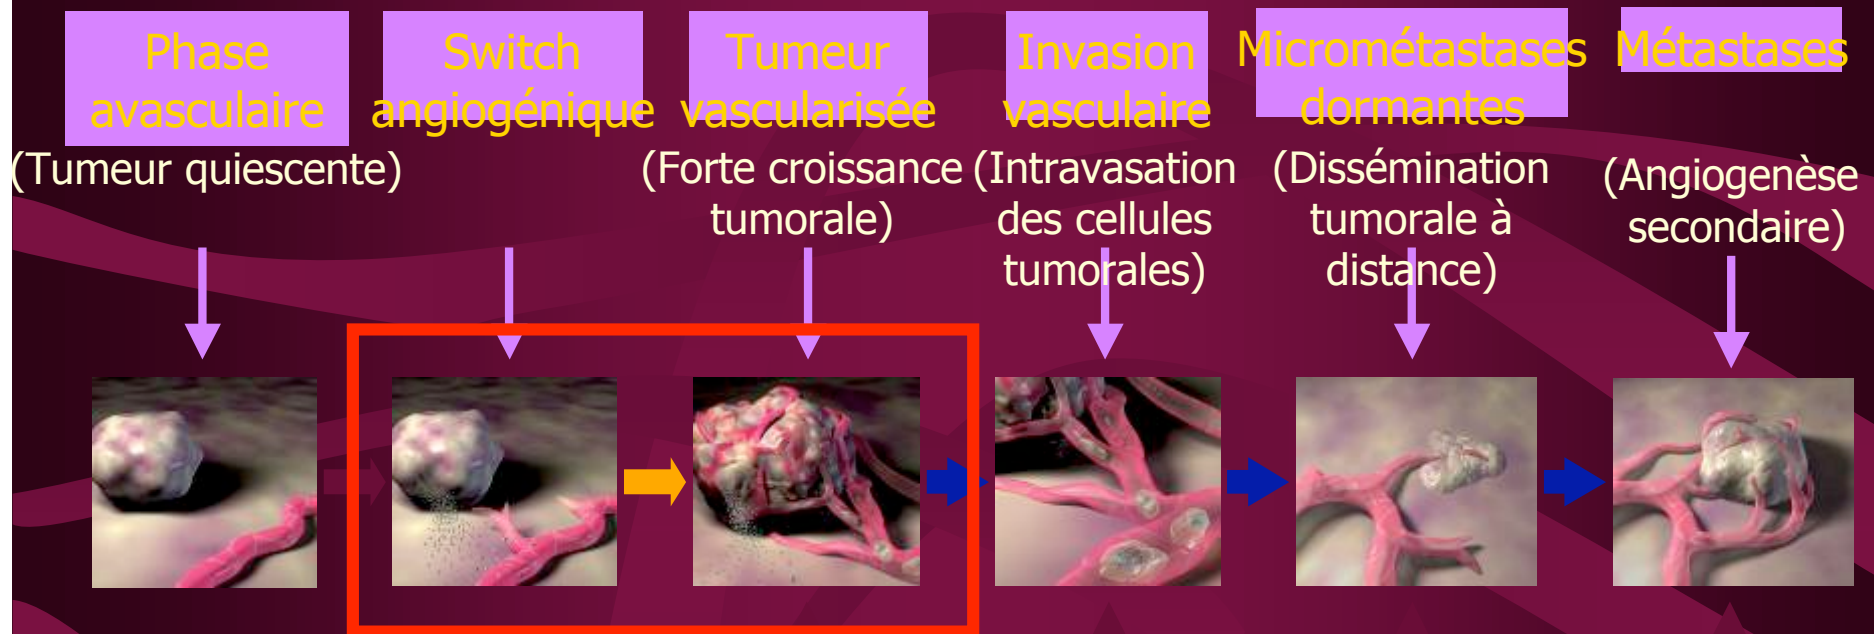 Phase
avasculaire
(Tumeur quiescente)
Switch
angiogénique
Tumeur
vascularisée
(Forte croissance
tumorale)
Invasion
vasculaire
(Intravasation
des cellules
tumorales)
Micrométastases
dormantes
(Dissémination
tumorale à
distance)
Métastases
(Angiogenèse
secondaire)